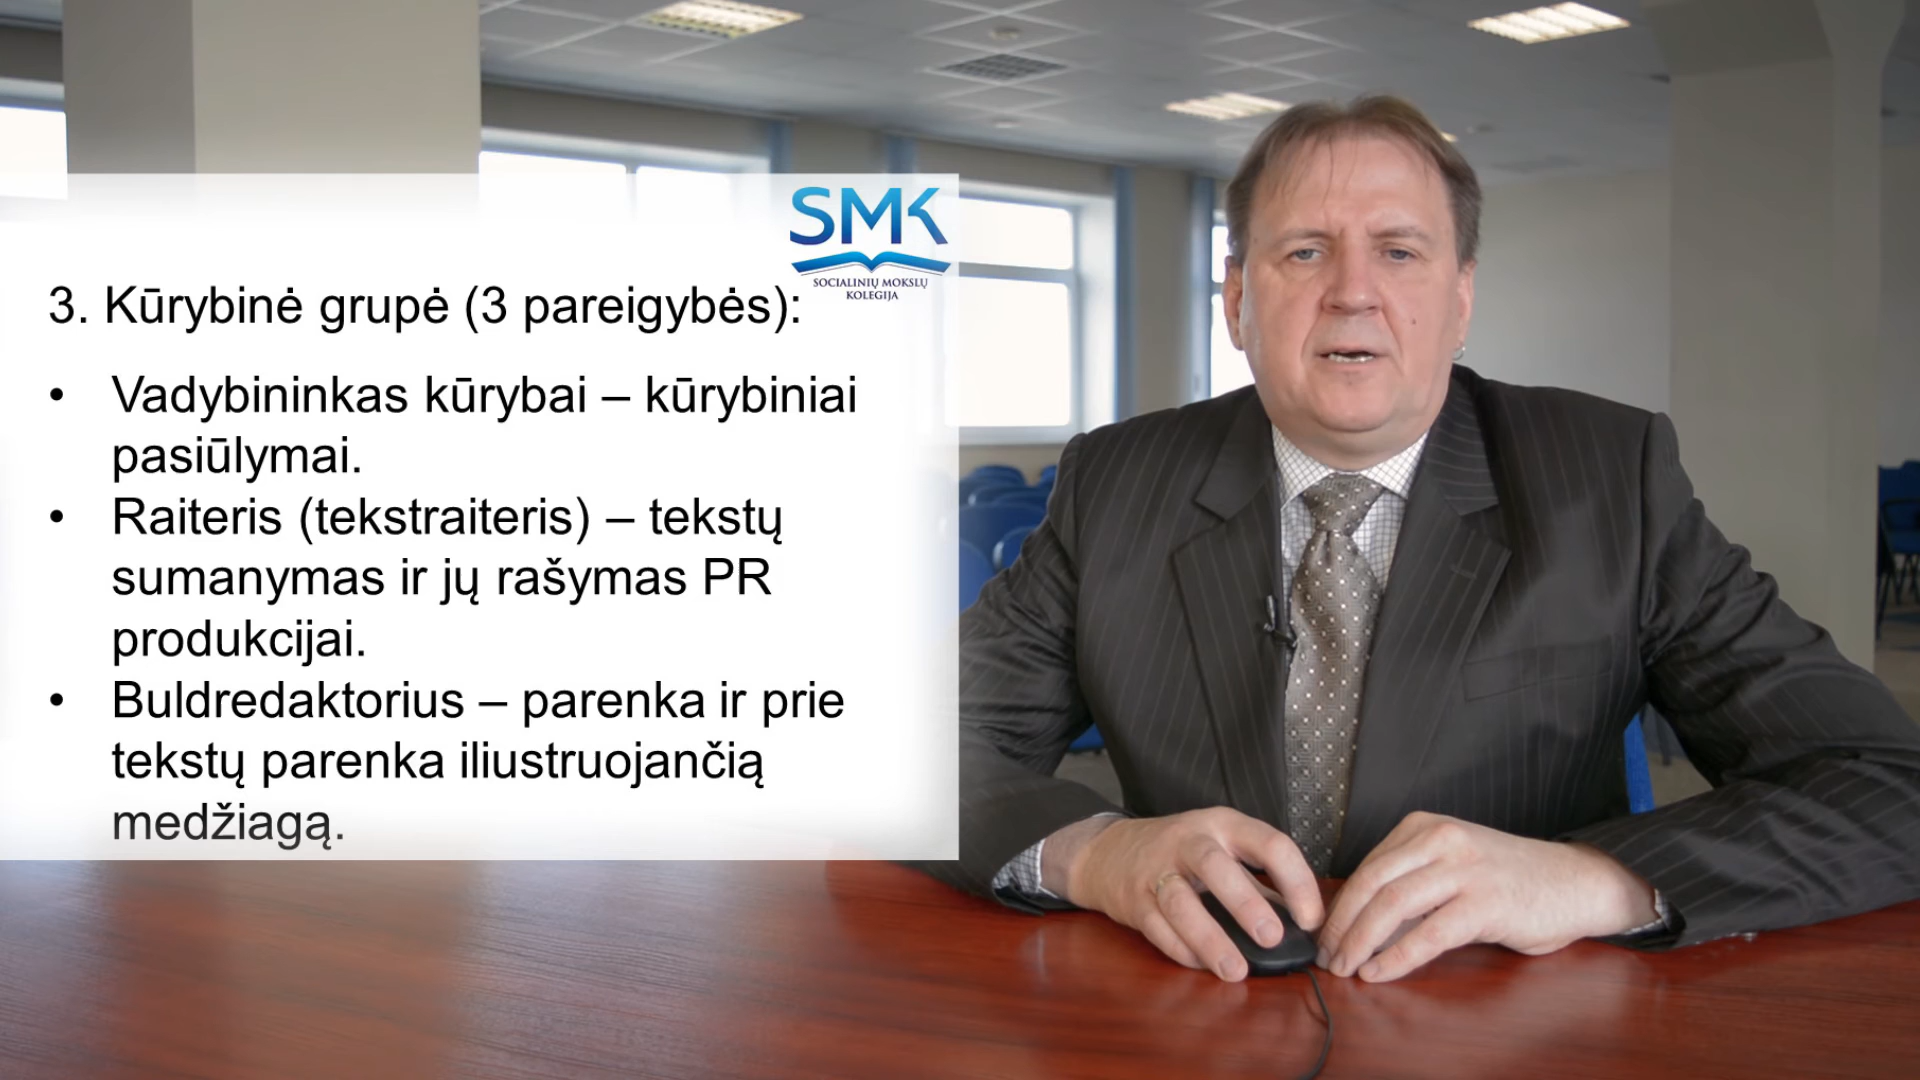 SMK
SOCIALINIŲ MOKSLŲ
KOLEGIJA
3. Kūrybinė grupė (3 pareigybės):
• Vadybininkas kūrybai – kūrybiniai
pasiūlymai.
• Raiteris (tekstraiteris) – tekstų
sumanymas ir jų rašymas PR
produkcijai.
• Buldredaktorius – parenka ir prie
tekstų parenka iliustruojančią
medžiagą.